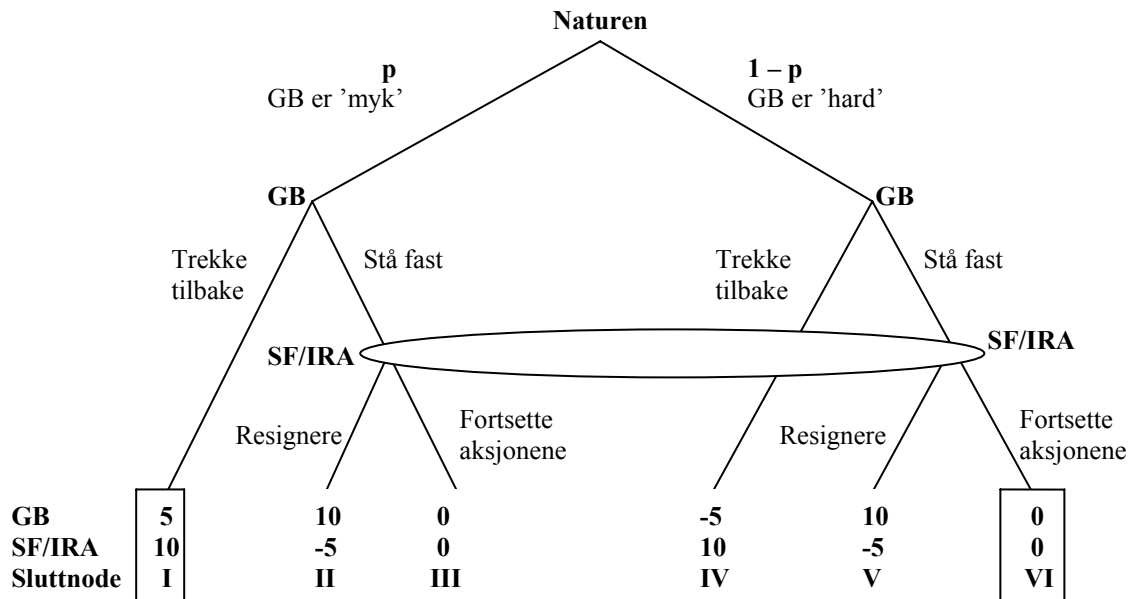 Naturen
p
GB er 'myk'
1 – p
GB er 'hard'
GB
GB
Trekke
tilbake
Stå fast
Trekke
tilbake
Stå fast
SF/IRA
SF/IRA
Resignere
Fortsette
aksjonene
Resignere
Fortsette
aksjonene
GB 5 10 0 -5 10 0
SF/IRA 10 -5 0 10 -5 0
Sluttnode I II III IV V VI